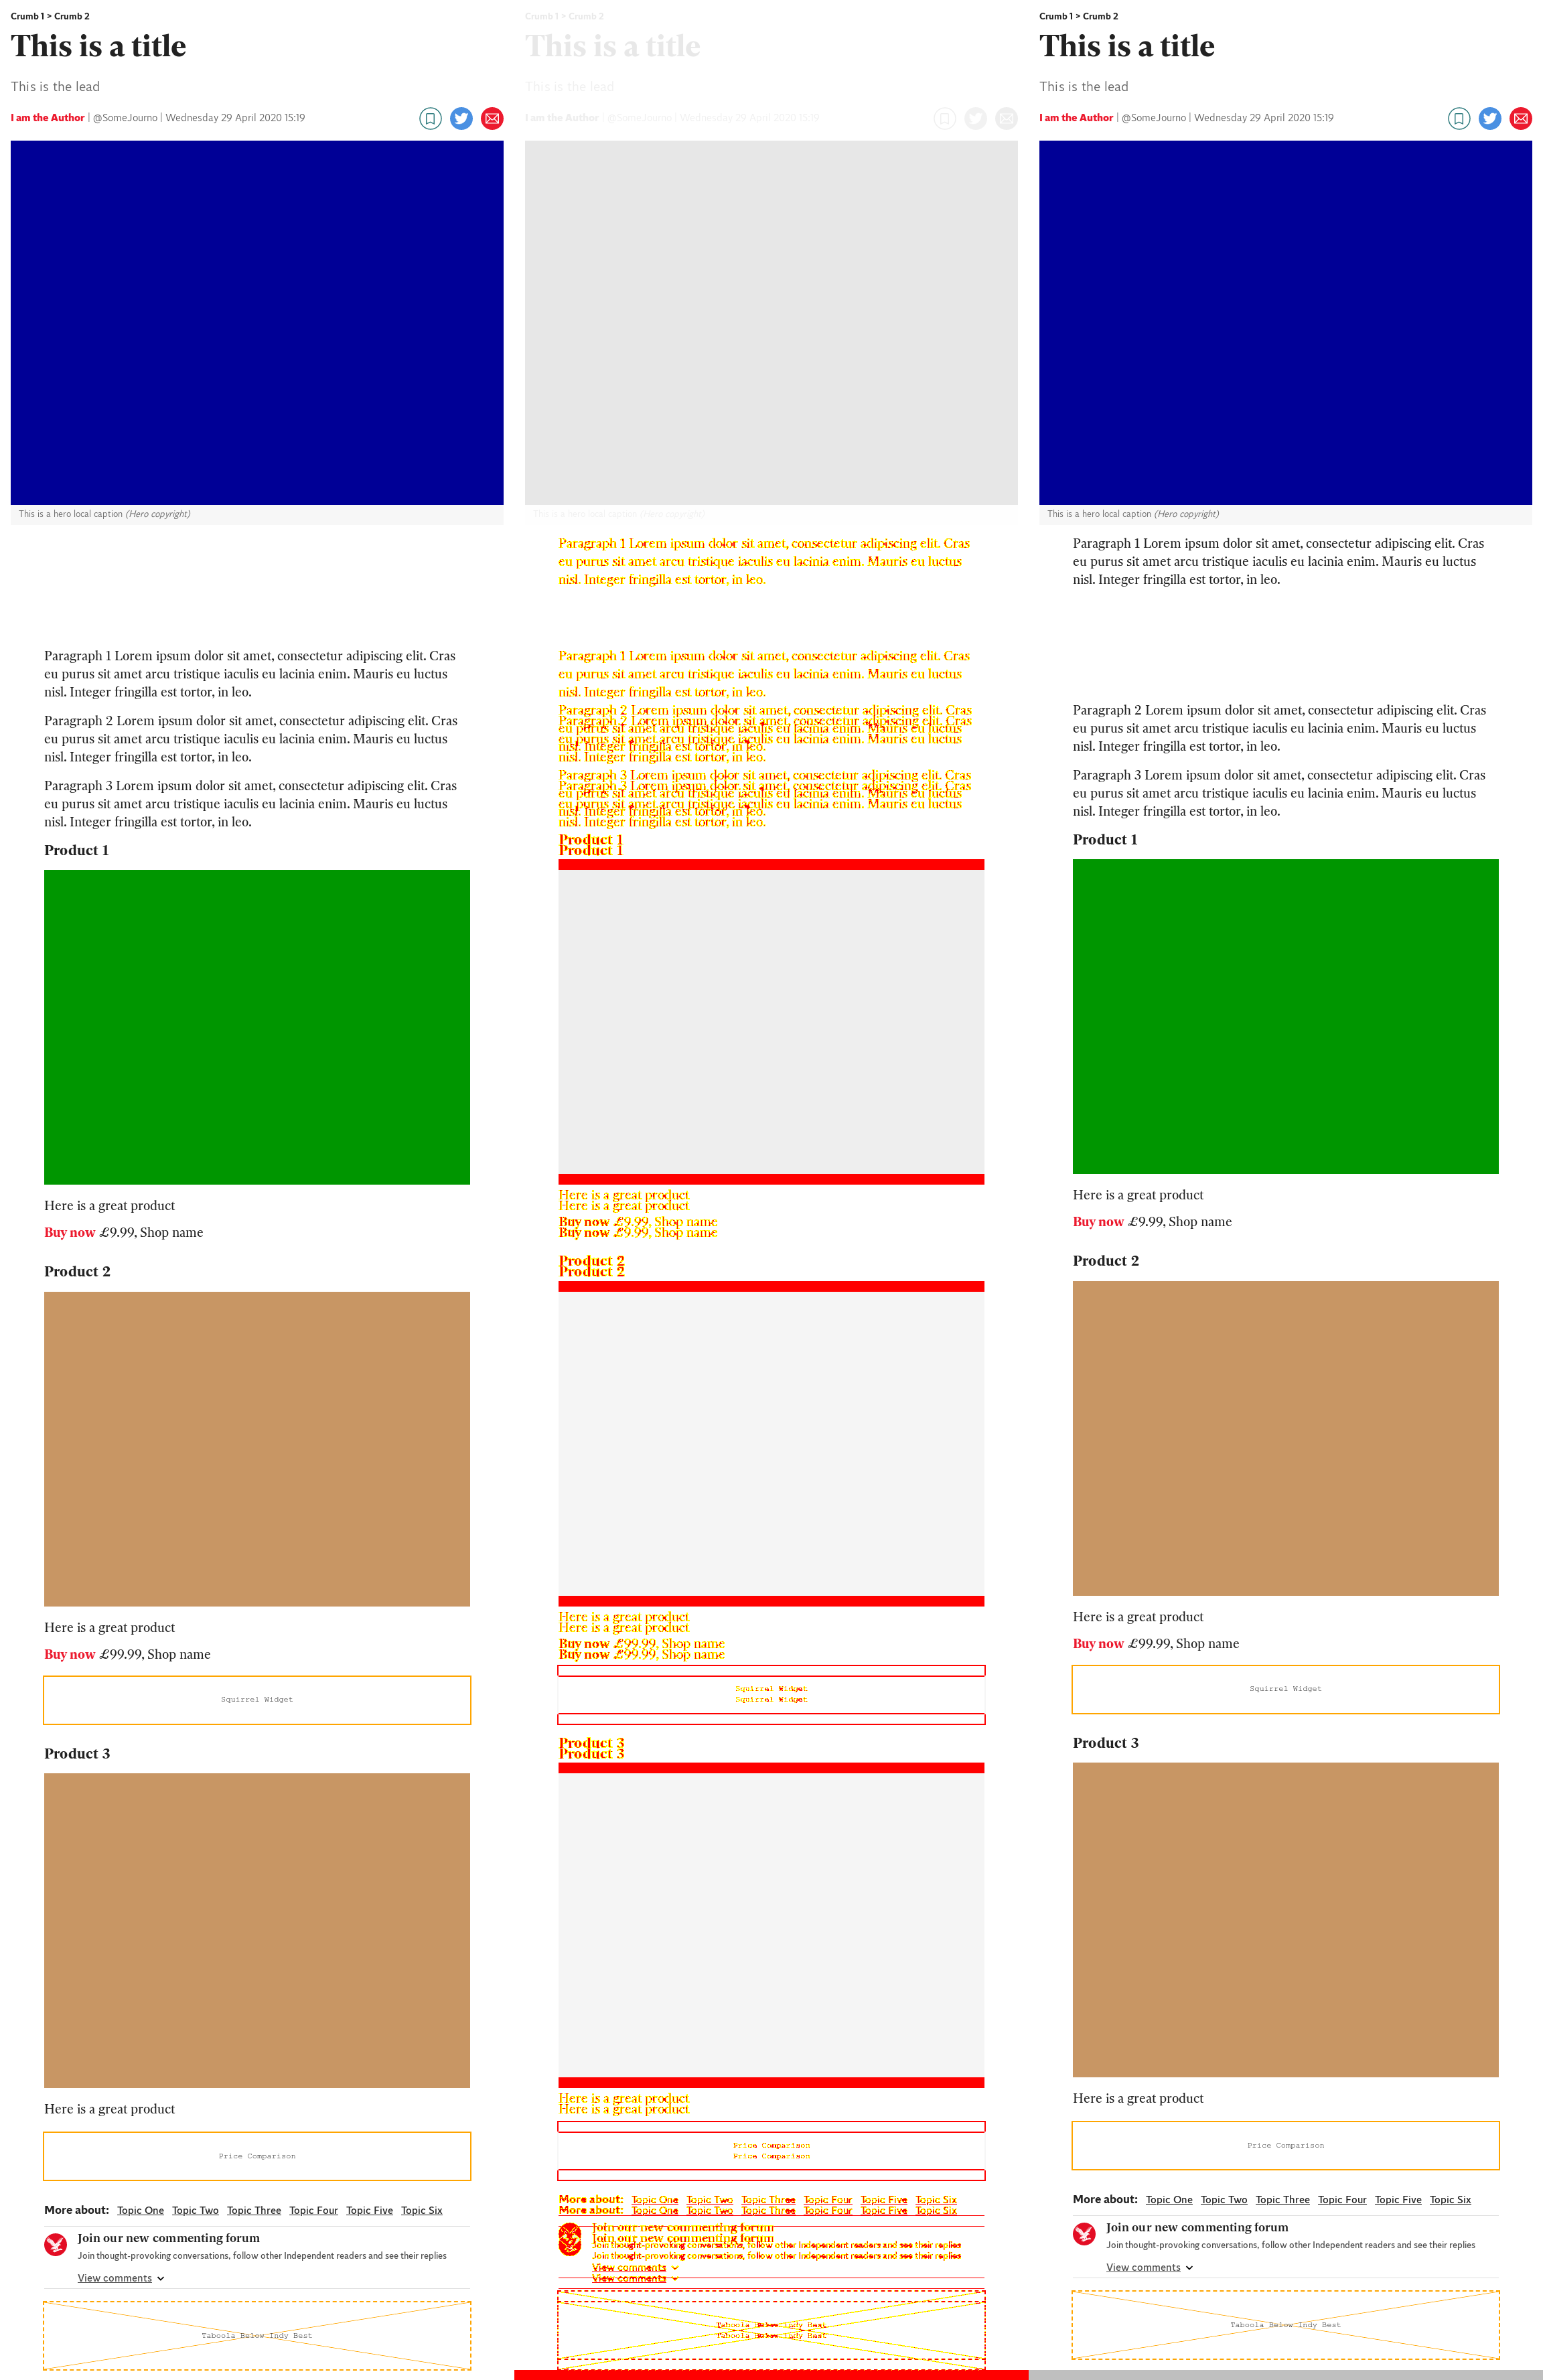 Crumb 1 > Crumb 2
This is a title
This is the lead
I am the Author | @SomeJourno | Wednesday 29 April 2020 15:19
This is a hero local caption (Hero copyright)
Paragraph 1 Lorem ipsum dolor sit amet, consectetur adipiscing elit. Cras
eu purus sit amet arcu tristique iaculis eu lacinia enim. Mauris eu luctus
nisl. Integer fringilla est tortor, in leo.
Paragraph 2 Lorem ipsum dolor sit amet, consectetur adipiscing elit. Cras
eu purus sit amet arcu tristique iaculis eu lacinia enim. Mauris eu luctus
nisl. Integer fringilla est tortor, in leo.
Paragraph 3 Lorem ipsum dolor sit amet, consectetur adipiscing elit. Cras
eu purus sit amet arcu tristique iaculis eu lacinia enim. Mauris eu luctus
nisl. Integer fringilla est tortor, in leo.
Product 1
Here is a great product
Buy now £9.99, Shop name
Product 2
Here is a great product
Buy now £99.99, Shop name
Squirrel Widget
Product 3
Here is a great product
Price Comparison
More about: Topic One Topic Two Topic Three Topic Four Topic Five Topic Six
Join our new commenting forum
Join thought-provoking conversations, follow other Independent readers and see their replies
View comments
Taboola Below Indy Best
Crumb 1 > Crumb 2
This is a title
This is the lead
I am the Author | @SomeJourno | Wednesday 29 April 2020 15:19
This is a hero local caption (Hero copyright)
Paragraph 1 Lorem ipsum dolor sit amet, consectetur adipiscing elit. Cras
eu purus sit amet arcu tristique iaculis eu lacinia enim. Mauris eu luctus
nisl. Integer fringilla est tortor, in leo.
Paragraph 1 Lorem ipsum dolor sit amet, consectetur adipiscing elit. Cras
eu purus sit amet arcu tristique iaculis eu lacinia enim. Mauris eu luctus
nisl. Integer fringilla est tortor, in leo.
Paragraph 2 Lorem ipsum dolor sit amet, consectetur adipiscing elit. Cras
Paragraph 2 Lorem ipsum dolor sit amet, consectetur adipiscing elit. Cras
eu purus sit amet arcu tristique iaculis eu lacinia enim. Mauris eu luctus
eu purus sit amet arcu tristique iaculis eu lacinia enim. Mauris eu luctus
nisl. Integer fringilla est tortor, in leo.
nisl. Integer fringilla est tortor, in leo.
Paragraph 3 Lorem ipsum dolor sit amet, consectetur adipiscing elit. Cras
Paragraph 3 Lorem ipsum dolor sit amet, consectetur adipiscing elit. Cras
eu purus sit amet arcu tristique iaculis eu lacinia enim. Mauris eu luctus
eu purus sit amet arcu tristique iaculis eu lacinia enim. Mauris eu luctus
nisl. Integer fringilla est tortor, in leo.
nisl. Integer fringilla est tortor, in leo.
Product 1
Product 1
Here is a great product
Here is a great product
Buy now £9.99, Shop name
Buy now £9.99, Shop name
Product 2
Product 2
Here is a great product
Here is a great product
Buy now £99.99, Shop name
Buy now £99.99, Shop name
Squirrel Widget
Squirrel Widget
Product 3
Product 3
Here is a great product
Here is a great product
Price Comparison
Price Comparison
More about: Topic One Topic Two Topic Three Topic Four Topic Five Topic Six
More about: Topic One Topic Two Topic Three Topic Four Topic Five Topic Six
Join our new commenting forum
Join our new commenting forum
Join thought-provoking conversations, follow other Independent readers and see their replies
Join thought-provoking conversations, follow other Independent readers and see their replies
View comments
View comments
Taboola Below Indy Best
Taboola Below Indy Best
Crumb 1 > Crumb 2
This is a title
This is the lead
I am the Author | @SomeJourno | Wednesday 29 April 2020 15:19
This is a hero local caption (Hero copyright)
Paragraph 1 Lorem ipsum dolor sit amet, consectetur adipiscing elit. Cras
eu purus sit amet arcu tristique iaculis eu lacinia enim. Mauris eu luctus
nisl. Integer fringilla est tortor, in leo.
Paragraph 2 Lorem ipsum dolor sit amet, consectetur adipiscing elit. Cras
eu purus sit amet arcu tristique iaculis eu lacinia enim. Mauris eu luctus
nisl. Integer fringilla est tortor, in leo.
Paragraph 3 Lorem ipsum dolor sit amet, consectetur adipiscing elit. Cras
eu purus sit amet arcu tristique iaculis eu lacinia enim. Mauris eu luctus
nisl. Integer fringilla est tortor, in leo.
Product 1
Here is a great product
Buy now £9.99, Shop name
Product 2
Here is a great product
Buy now £99.99, Shop name
Squirrel Widget
Product 3
Here is a great product
Price Comparison
More about: Topic One Topic Two Topic Three Topic Four Topic Five Topic Six
Join our new commenting forum
Join thought-provoking conversations, follow other Independent readers and see their replies
View comments
Taboola Below Indy Best